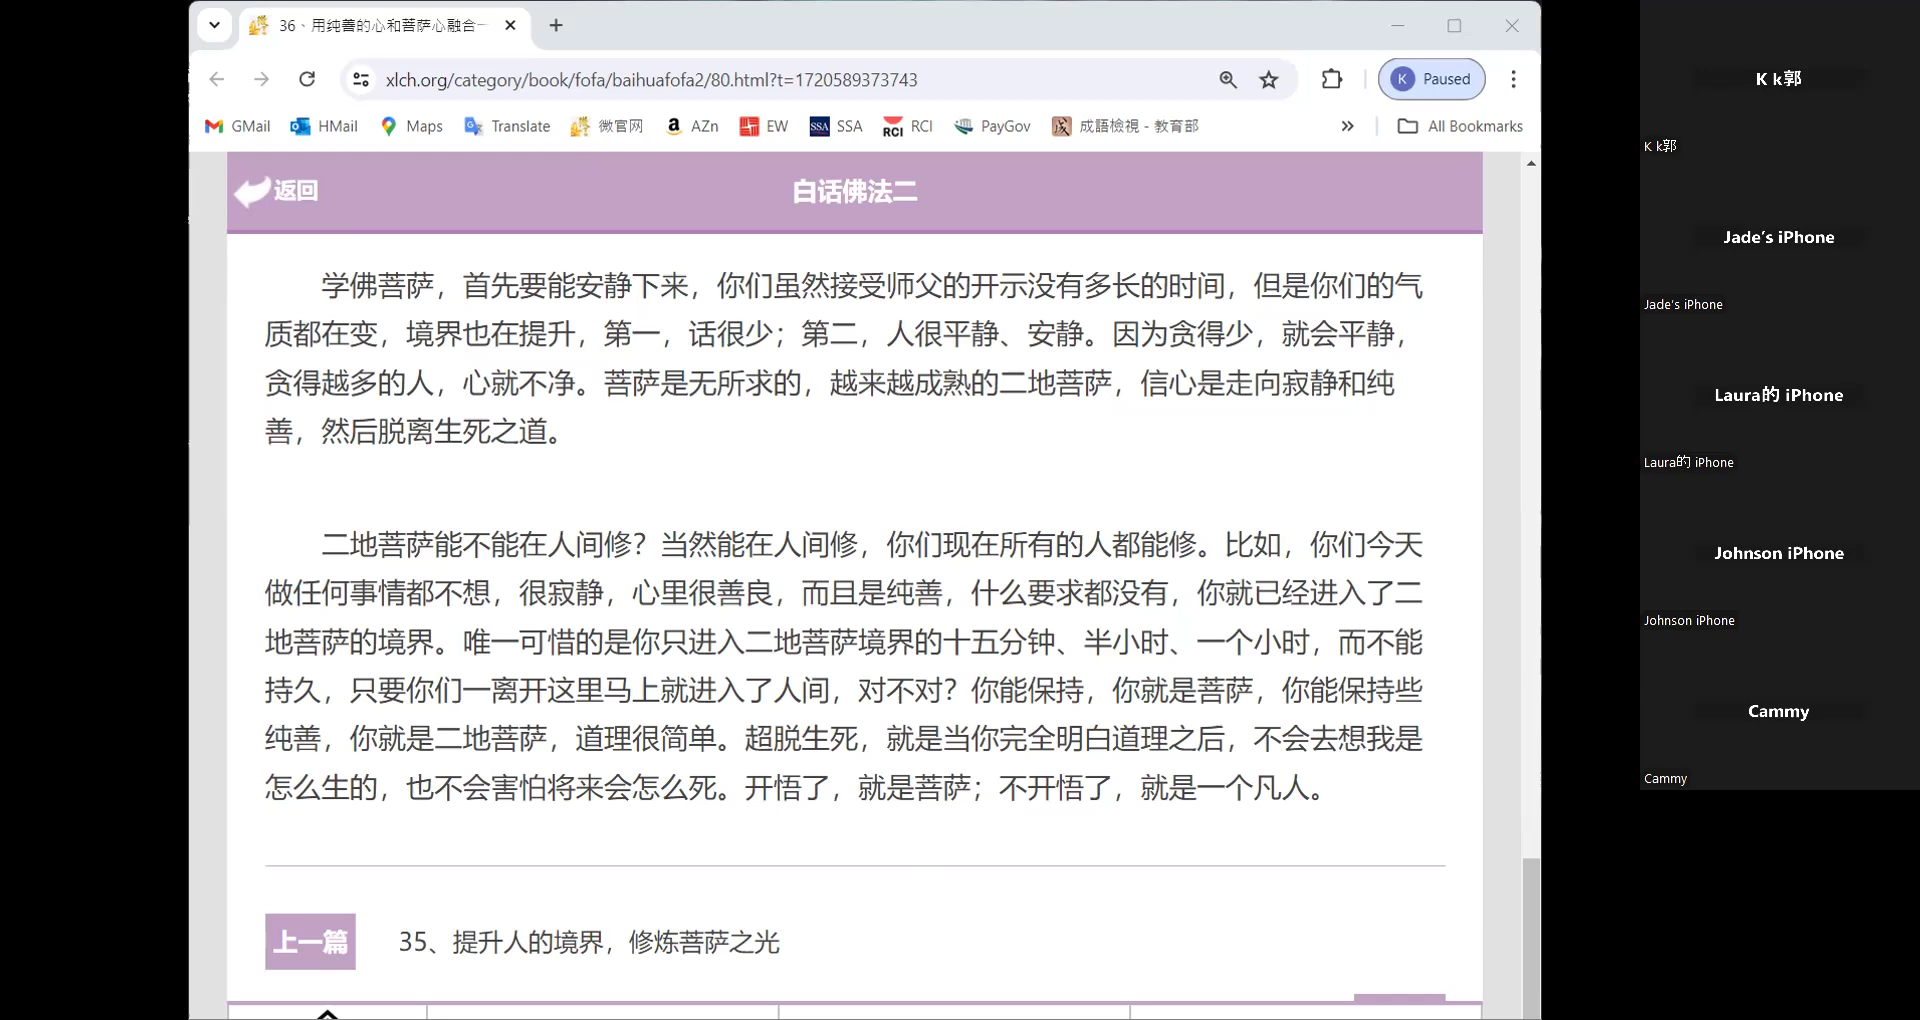 36、用纯善的心和菩萨心融合一
xlch.org/category/book/fofa/baihuafofa2/80.html?t=1720589373743
K Paused
GMail HMail Maps Translate 微官网 AZn EW SSA SSA RCI RCI PayGov 成語檢視 - 教育部 All Bookmarks
返回 白话佛法二
学佛菩萨，首先要能安静下来，你们虽然接受师父的开示没有多长的时间，但是你们的气
质都在变，境界也在提升，第一，话很少；第二，人很平静、安静。因为贪得少，就会平静，
贪得越多的人，心就不净。菩萨是无所求的，越来越成熟的二地菩萨，信心是走向寂静和纯
善，然后脱离生死之道。
二地菩萨能不能在人间修？当然能在人间修，你们现在所有的人都能修。比如，你们今天
做任何事情都不想，很寂静，心里很善良，而且是纯善，什么要求都没有，你就已经进入了二
地菩萨的境界。唯一可惜的是你只进入二地菩萨境界的十五分钟、半小时、一个小时，而不能
持久，只要你们一离开这里马上就进入了人间，对不对？你能保持，你就是菩萨，你能保持些
纯善，你就是二地菩萨，道理很简单。超脱生死，就是当你完全明白道理之后，不会去想我是
怎么生的，也不会害怕将来会怎么死。开悟了，就是菩萨；不开悟了，就是一个凡人。
上一篇 35、提升人的境界，修炼菩萨之光
K k郭
K k郭
Jade's iPhone
Jade's iPhone
Laura的 iPhone
Laura的 iPhone
Johnson iPhone
Johnson iPhone
Cammy
Cammy